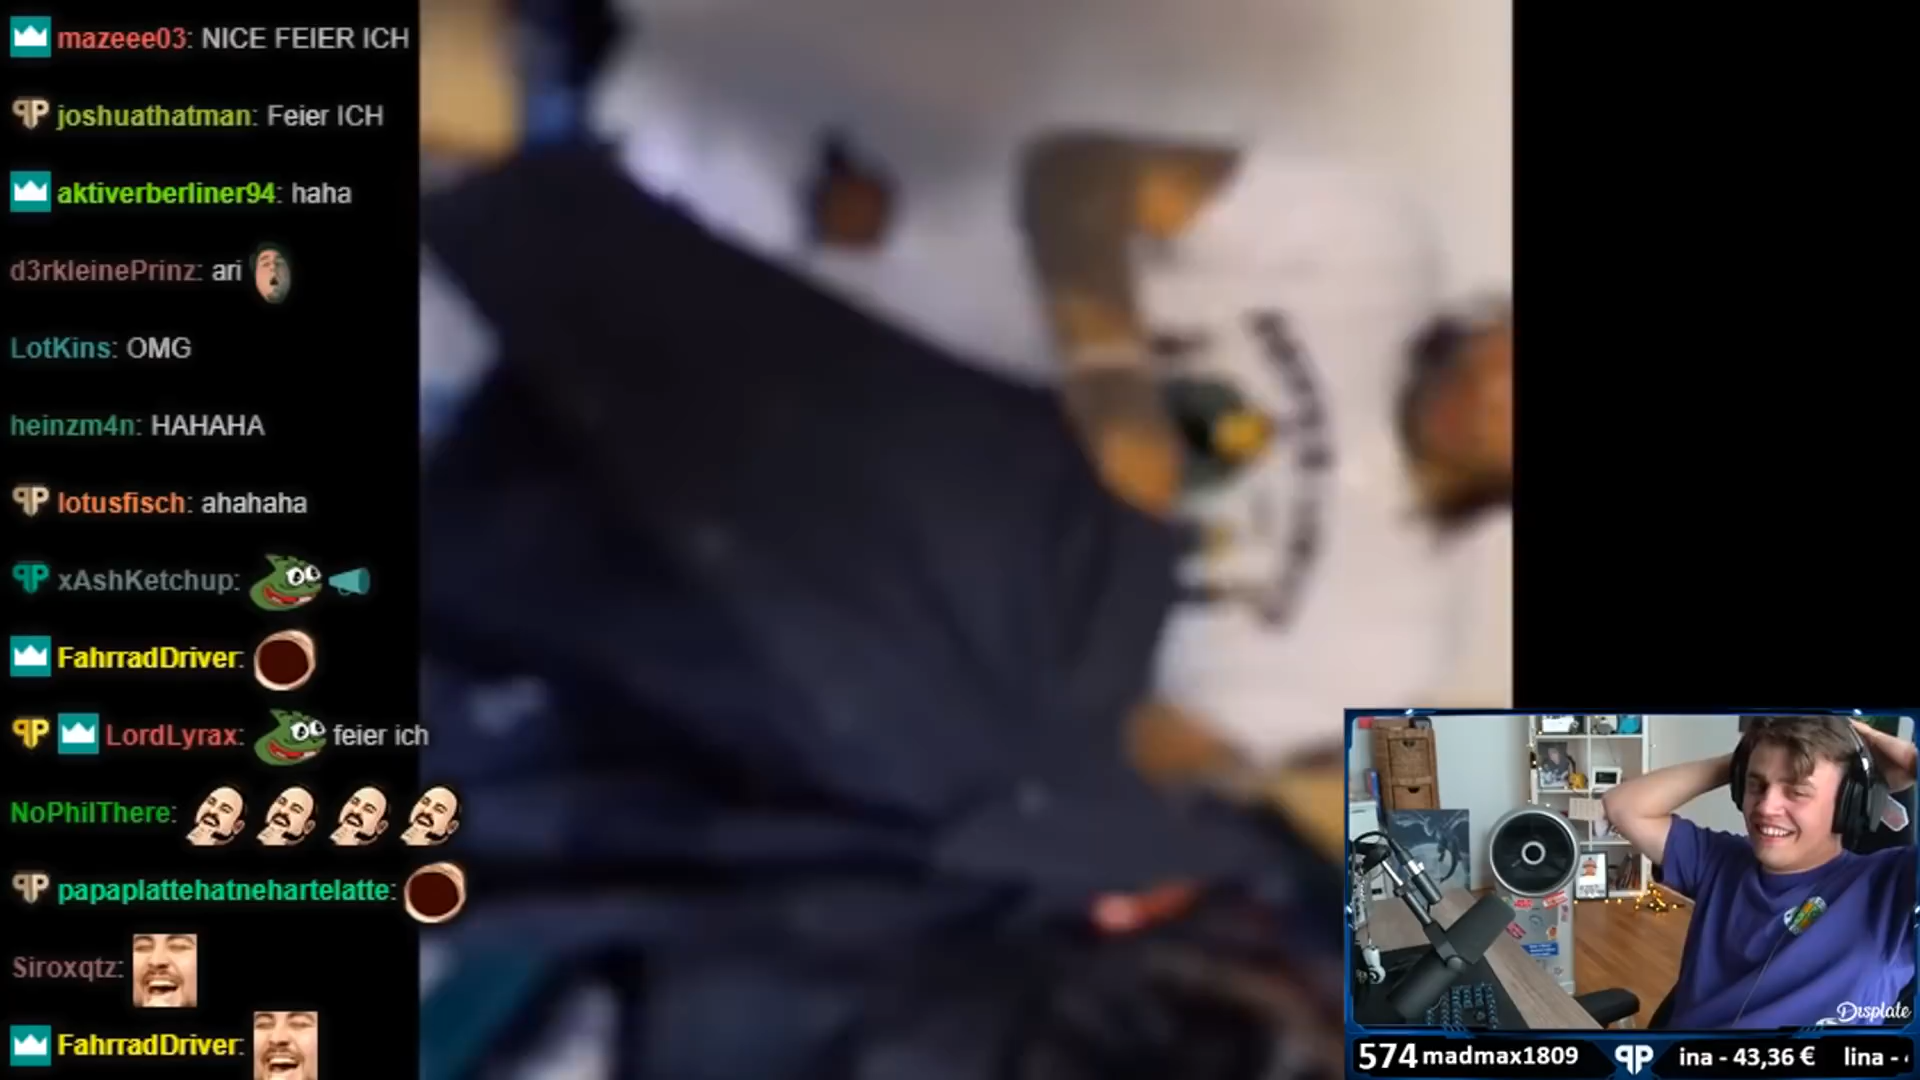 mazeee03: NICE FEIER ICH
joshuathatman: Feier ICH
aktiverberliner94: haha
d3rkleinePrinz: ari
LotKins: OMG
heinzm4n: HAHAHA
lotusfisch: ahahaha
xAshKetchup:
FahrradDriver:
LordLyrax: feier ich
NoPhilThere:
papaplattehatnehartelatte:
Siroxqtz:
FahrradDriver:
Displate
574 madmax1809 ina - 43,36 € lina -